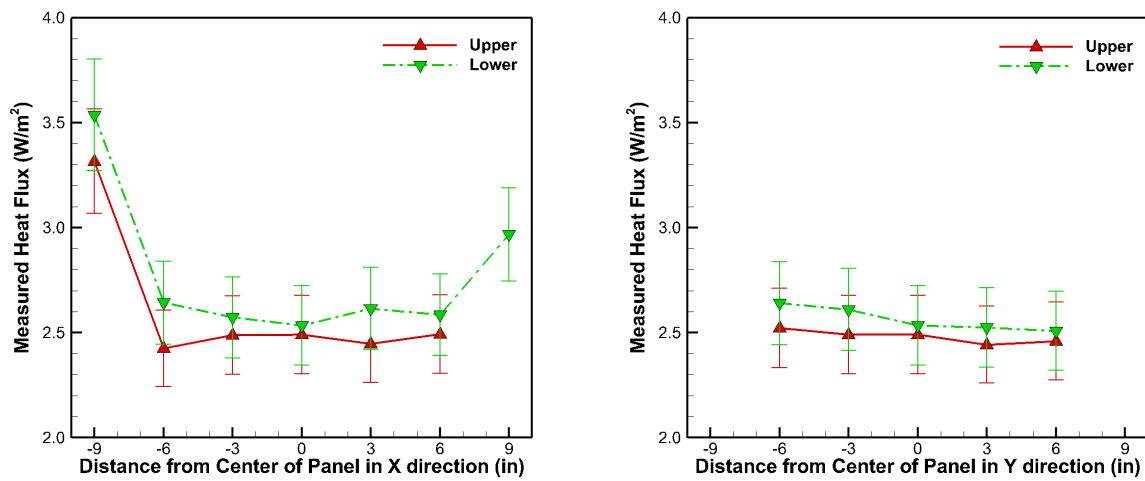 4.0
3.5
3.0
2.5
2.0
Measured Heat Flux (W/m²)
Upper
Lower
-9 -6 -3 0 3 6 9
Distance from Center of Panel in X direction (in)
4.0
3.5
3.0
2.5
2.0
Measured Heat Flux (W/m²)
Upper
Lower
-9 -6 -3 0 3 6 9
Distance from Center of Panel in Y direction (in)